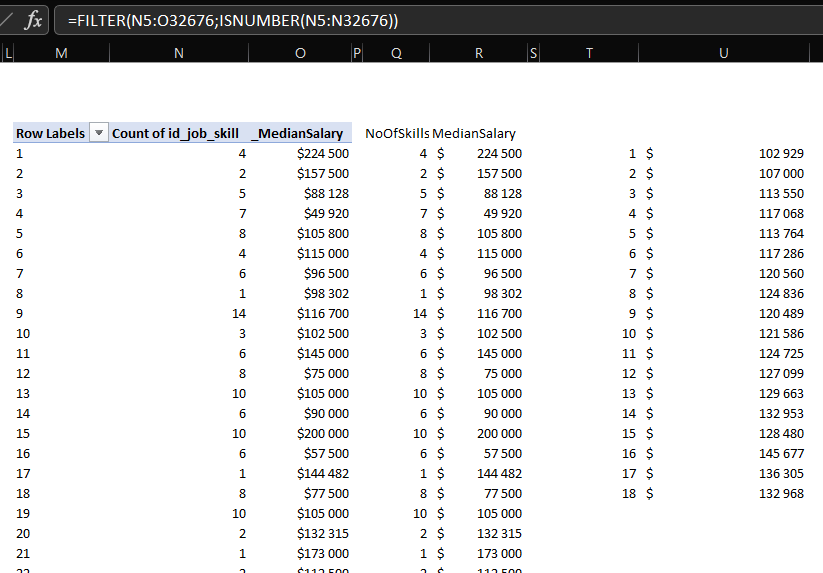 fx =FILTER(N5:O32676;ISNUMBER(N5:N32676))
L M N O P Q R S T U
Row Labels Count of id_job_skill _MedianSalary NoOfSkills MedianSalary
1 4 $224 500 4 $ 224 500 1 $ 102 929
2 2 $157 500 2 $ 157 500 2 $ 107 000
3 5 $88 128 5 $ 88 128 3 $ 113 550
4 7 $49 920 7 $ 49 920 4 $ 117 068
5 8 $105 800 8 $ 105 800 5 $ 113 764
6 4 $115 000 4 $ 115 000 6 $ 117 286
7 6 $96 500 6 $ 96 500 7 $ 120 560
8 1 $98 302 1 $ 98 302 8 $ 124 836
9 14 $116 700 14 $ 116 700 9 $ 120 489
10 3 $102 500 3 $ 102 500 10 $ 121 586
11 6 $145 000 6 $ 145 000 11 $ 124 725
12 8 $75 000 8 $ 75 000 12 $ 127 099
13 10 $105 000 10 $ 105 000 13 $ 129 663
14 6 $90 000 6 $ 90 000 14 $ 132 953
15 10 $200 000 10 $ 200 000 15 $ 128 480
16 6 $57 500 6 $ 57 500 16 $ 145 677
17 1 $144 482 1 $ 144 482 17 $ 136 305
18 8 $77 500 8 $ 77 500 18 $ 132 968
19 10 $105 000 10 $ 105 000
20 2 $132 315 2 $ 132 315
21 1 $173 000 1 $ 173 000